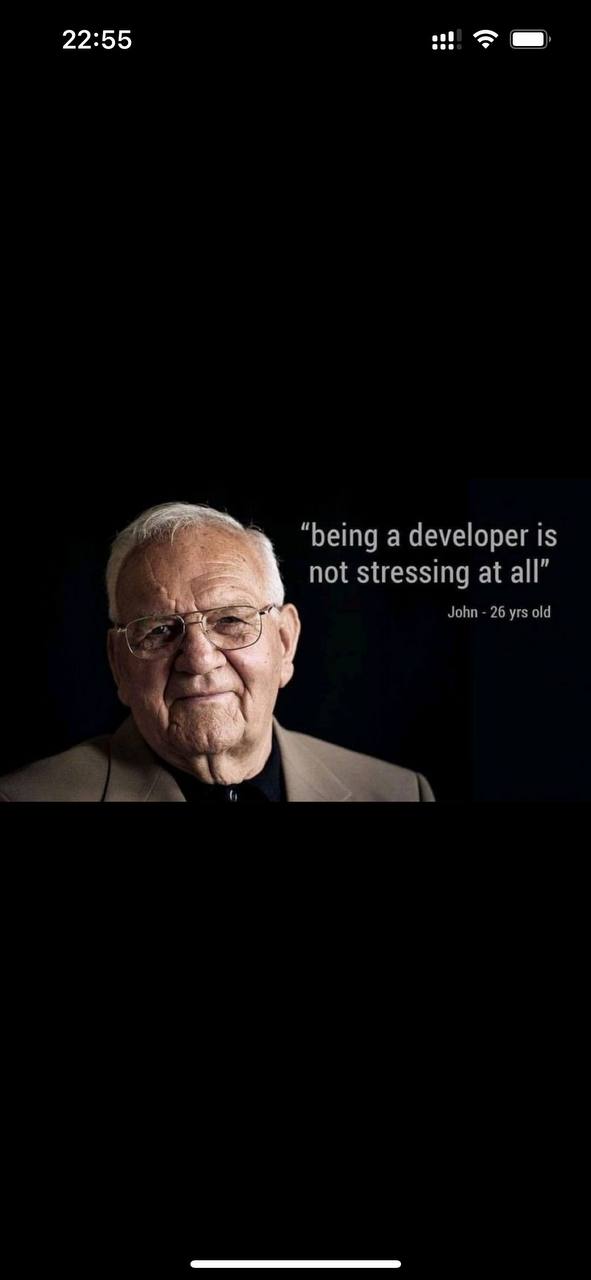 22:55
“being a developer is
not stressing at all”
John - 26 yrs old